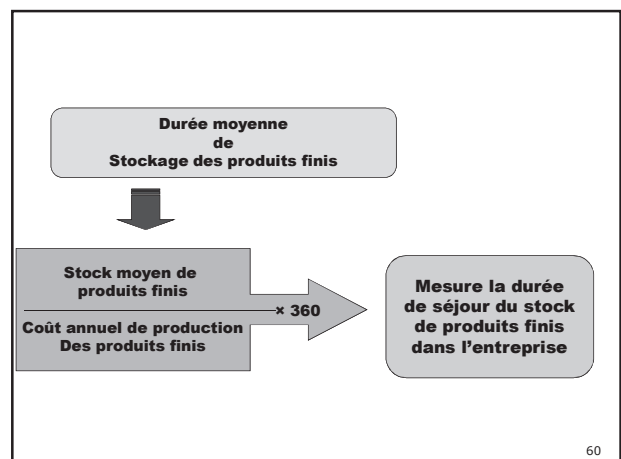 Durée moyenne
de
Stockage des produits finis
Stock moyen de
produits finis
× 360
Coût annuel de production
Des produits finis
Mesure la durée
de séjour du stock
de produits finis
dans l'entreprise
60